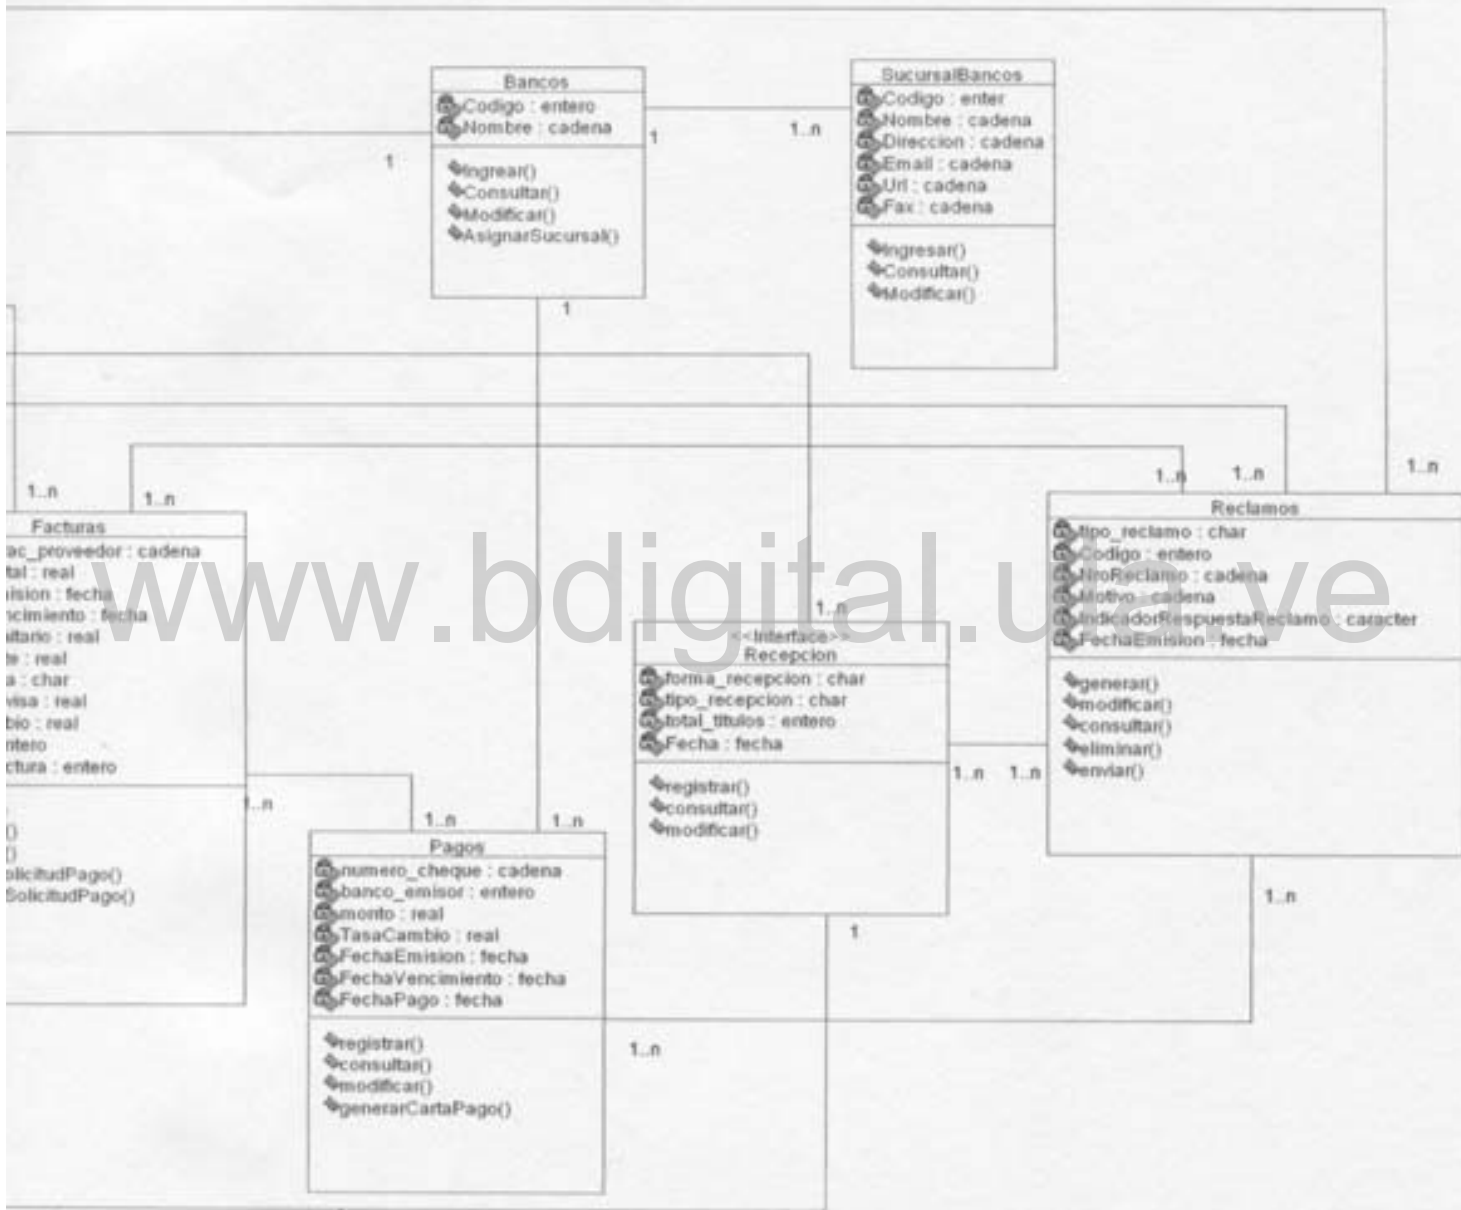 Bancos
Codigo : entero
Nombre : cadena
Ingrear()
Consultar()
Modificar()
AsignarSucursal()
1
1
1
1..n
SucursalBancos
Codigo : enter
Nombre : cadena
Direccion : cadena
Email : cadena
Url : cadena
Fax : cadena
Ingresar()
Consultar()
Modificar()
1..n
1..n
Facturas
ac_proveedor : cadena
tal : real
ision : fecha
ncimiento : fecha
nitario : real
te : real
a : char
visa : real
bio : real
ntero
ctura : entero
()
()
olicitudPago()
SolicitudPago()
1..n
1..n
1..n
Pagos
numero_cheque : cadena
banco_emisor : entero
monto : real
TasaCambio : real
FechaEmision : fecha
FechaVencimiento : fecha
FechaPago : fecha
registrar()
consultar()
modificar()
generarCartaPago()
1..n
1..n
<<Interface>>
Recepcion
forma_recepcion : char
tipo_recepcion : char
total_titulos : entero
Fecha : fecha
registrar()
consultar()
modificar()
1..n
1..n
1
1..n
1..n
1..n
Reclamos
tipo_reclamo : char
Codigo : entero
NroReclamo : cadena
Motivo : cadena
IndicadorRespuestaReclamo : caracter
FechaEmision : fecha
generar()
modificar()
consultar()
eliminar()
enviar()
1..n
www.bdigital.ula.ve